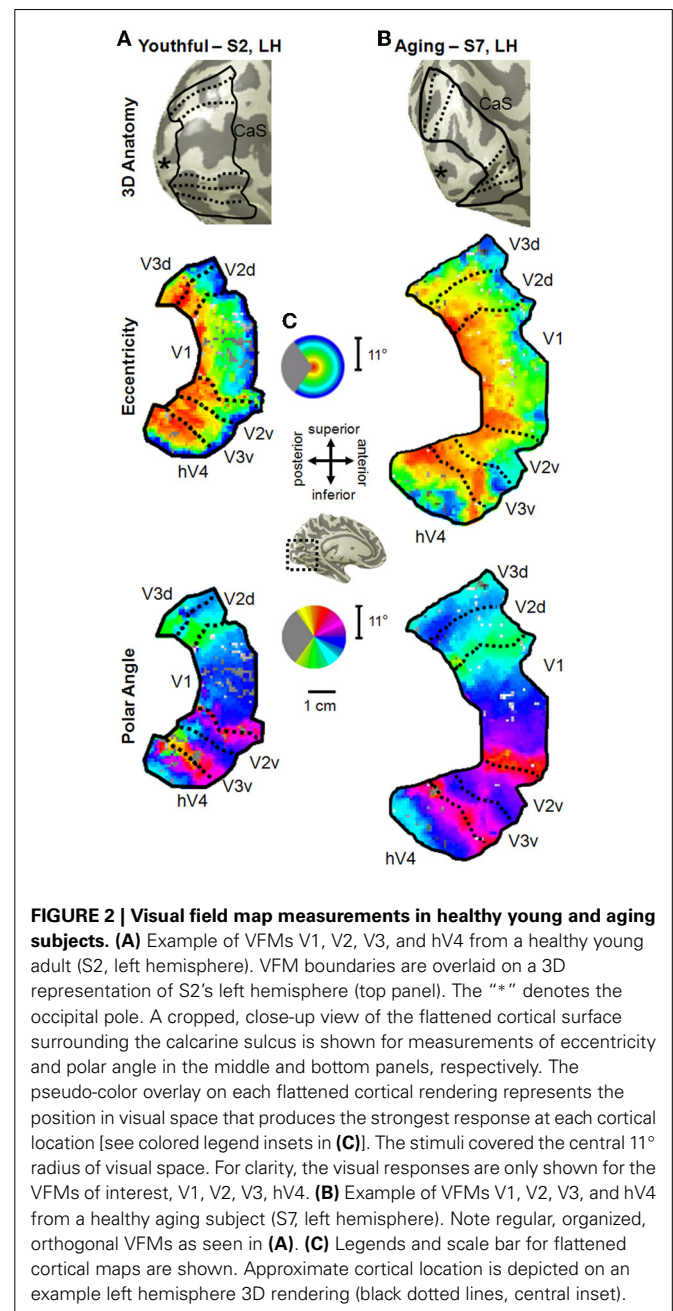 A Youthful – S2, LH
B Aging – S7, LH
3D Anatomy
CaS
*
CaS
*
Eccentricity
V3d
V2d
V1
V2v
V3v
hV4
C
11°
superior
posterior
anterior
inferior
V3d
V2d
V1
V2v
V3v
hV4
Polar Angle
V3d
V2d
V1
V2v
V3v
hV4
11°
1 cm
V3d
V2d
V1
V2v
V3v
hV4
FIGURE 2 | Visual field map measurements in healthy young and aging
subjects. (A) Example of VFMs V1, V2, V3, and hV4 from a healthy young
adult (S2, left hemisphere). VFM boundaries are overlaid on a 3D
representation of S2's left hemisphere (top panel). The “*” denotes the
occipital pole. A cropped, close-up view of the flattened cortical surface
surrounding the calcarine sulcus is shown for measurements of eccentricity
and polar angle in the middle and bottom panels, respectively. The
pseudo-color overlay on each flattened cortical rendering represents the
position in visual space that produces the strongest response at each cortical
location [see colored legend insets in (C)]. The stimuli covered the central 11°
radius of visual space. For clarity, the visual responses are only shown for the
VFMs of interest, V1, V2, V3, hV4. (B) Example of VFMs V1, V2, V3, and hV4
from a healthy aging subject (S7, left hemisphere). Note regular, organized,
orthogonal VFMs as seen in (A). (C) Legends and scale bar for flattened
cortical maps are shown. Approximate cortical location is depicted on an
example left hemisphere 3D rendering (black dotted lines, central inset).